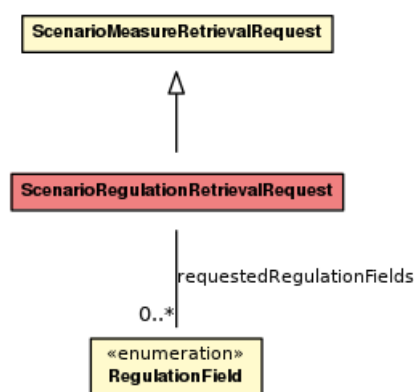 ScenarioMeasureRetrievalRequest
ScenarioRegulationRetrievalRequest
requestedRegulationFields
0..*
«enumeration»
RegulationField